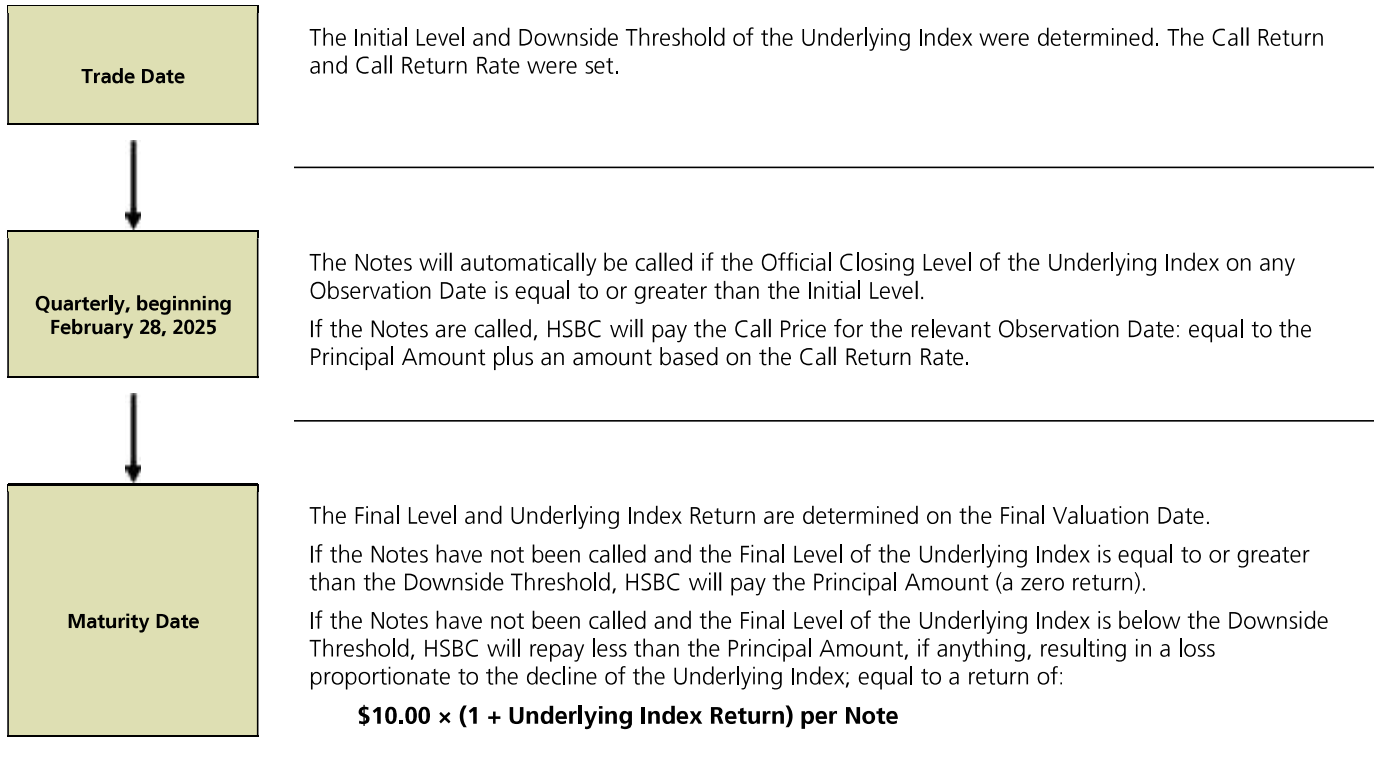 Trade Date
The Initial Level and Downside Threshold of the Underlying Index were determined. The Call Return
and Call Return Rate were set.
Quarterly, beginning
February 28, 2025
The Notes will automatically be called if the Official Closing Level of the Underlying Index on any
Observation Date is equal to or greater than the Initial Level.
If the Notes are called, HSBC will pay the Call Price for the relevant Observation Date: equal to the
Principal Amount plus an amount based on the Call Return Rate.
Maturity Date
The Final Level and Underlying Index Return are determined on the Final Valuation Date.
If the Notes have not been called and the Final Level of the Underlying Index is equal to or greater
than the Downside Threshold, HSBC will pay the Principal Amount (a zero return).
If the Notes have not been called and the Final Level of the Underlying Index is below the Downside
Threshold, HSBC will repay less than the Principal Amount, if anything, resulting in a loss
proportionate to the decline of the Underlying Index; equal to a return of:
$10.00 × (1 + Underlying Index Return) per Note